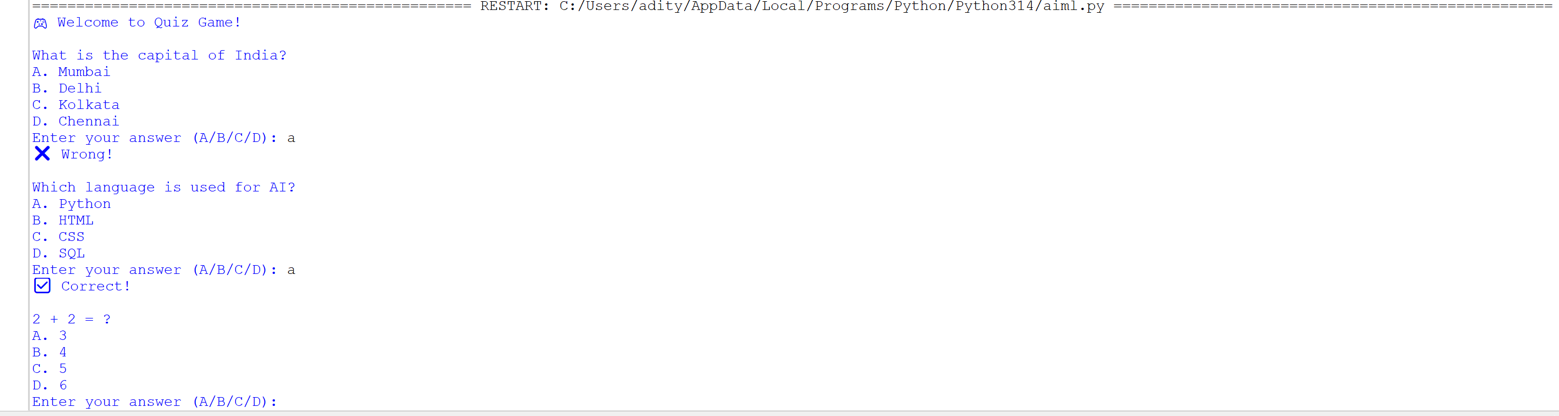 ================================================== RESTART: C:/Users/adity/AppData/Local/Programs/Python/Python314/aiml.py ==================================================
🎮 Welcome to Quiz Game!

What is the capital of India?
A. Mumbai
B. Delhi
C. Kolkata
D. Chennai
Enter your answer (A/B/C/D): a
❌ Wrong!

Which language is used for AI?
A. Python
B. HTML
C. CSS
D. SQL
Enter your answer (A/B/C/D): a
☑ Correct!

2 + 2 = ?
A. 3
B. 4
C. 5
D. 6
Enter your answer (A/B/C/D):